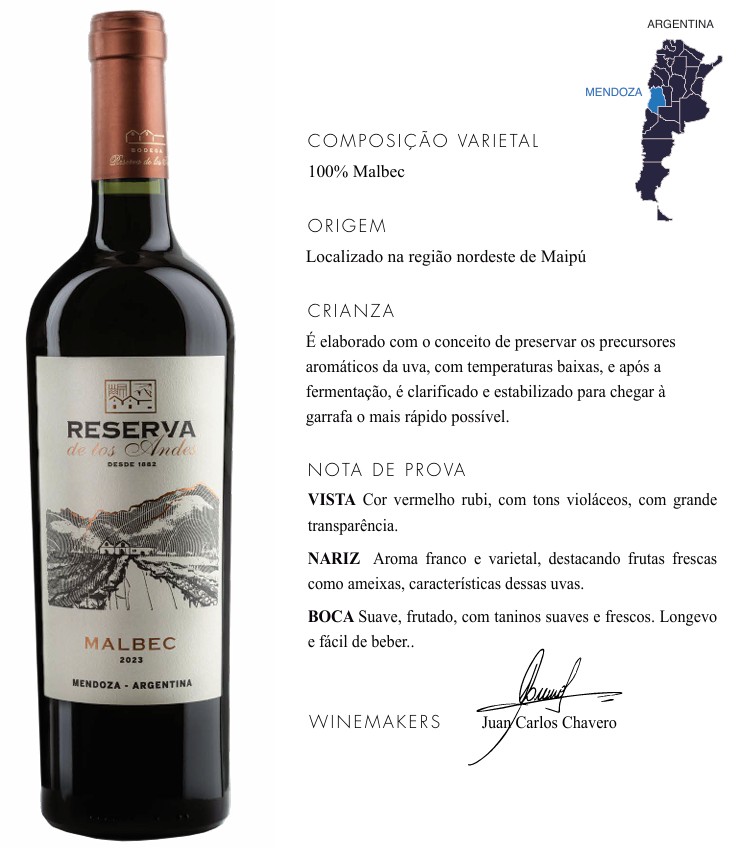 ARGENTINA
MENDOZA
COMPOSIÇÃO VARIETAL
100% Malbec
ORIGEM
Localizado na região nordeste de Maipú
CRIANZA
É elaborado com o conceito de preservar os precursores
aromáticos da uva, com temperaturas baixas, e após a
fermentação, é clarificado e estabilizado para chegar à
garrafa o mais rápido possível.
NOTA DE PROVA
VISTA Cor vermelho rubi, com tons violáceos, com grande
transparência.
NARIZ Aroma franco e varietal, destacando frutas frescas
como ameixas, características dessas uvas.
BOCA Suave, frutado, com taninos suaves e frescos. Longevo
e fácil de beber..
WINEMAKERS
Juan Carlos Chavero
BODEGA
Reserva de los
RESERVA
de los Andes
DESDE 1882
MALBEC
2023
MENDOZA - ARGENTINA